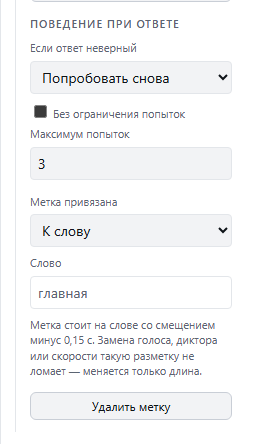 ПОВЕДЕНИЕ ПРИ ОТВЕТЕ
Если ответ неверный
Попробовать снова
Без ограничения попыток
Максимум попыток
3
Метка привязана
К слову
Слово
главная
Метка стоит на слове со смещением
минус 0,15 с. Замена голоса, диктора
или скорости такую разметку не
ломает — меняется только длина.
Удалить метку